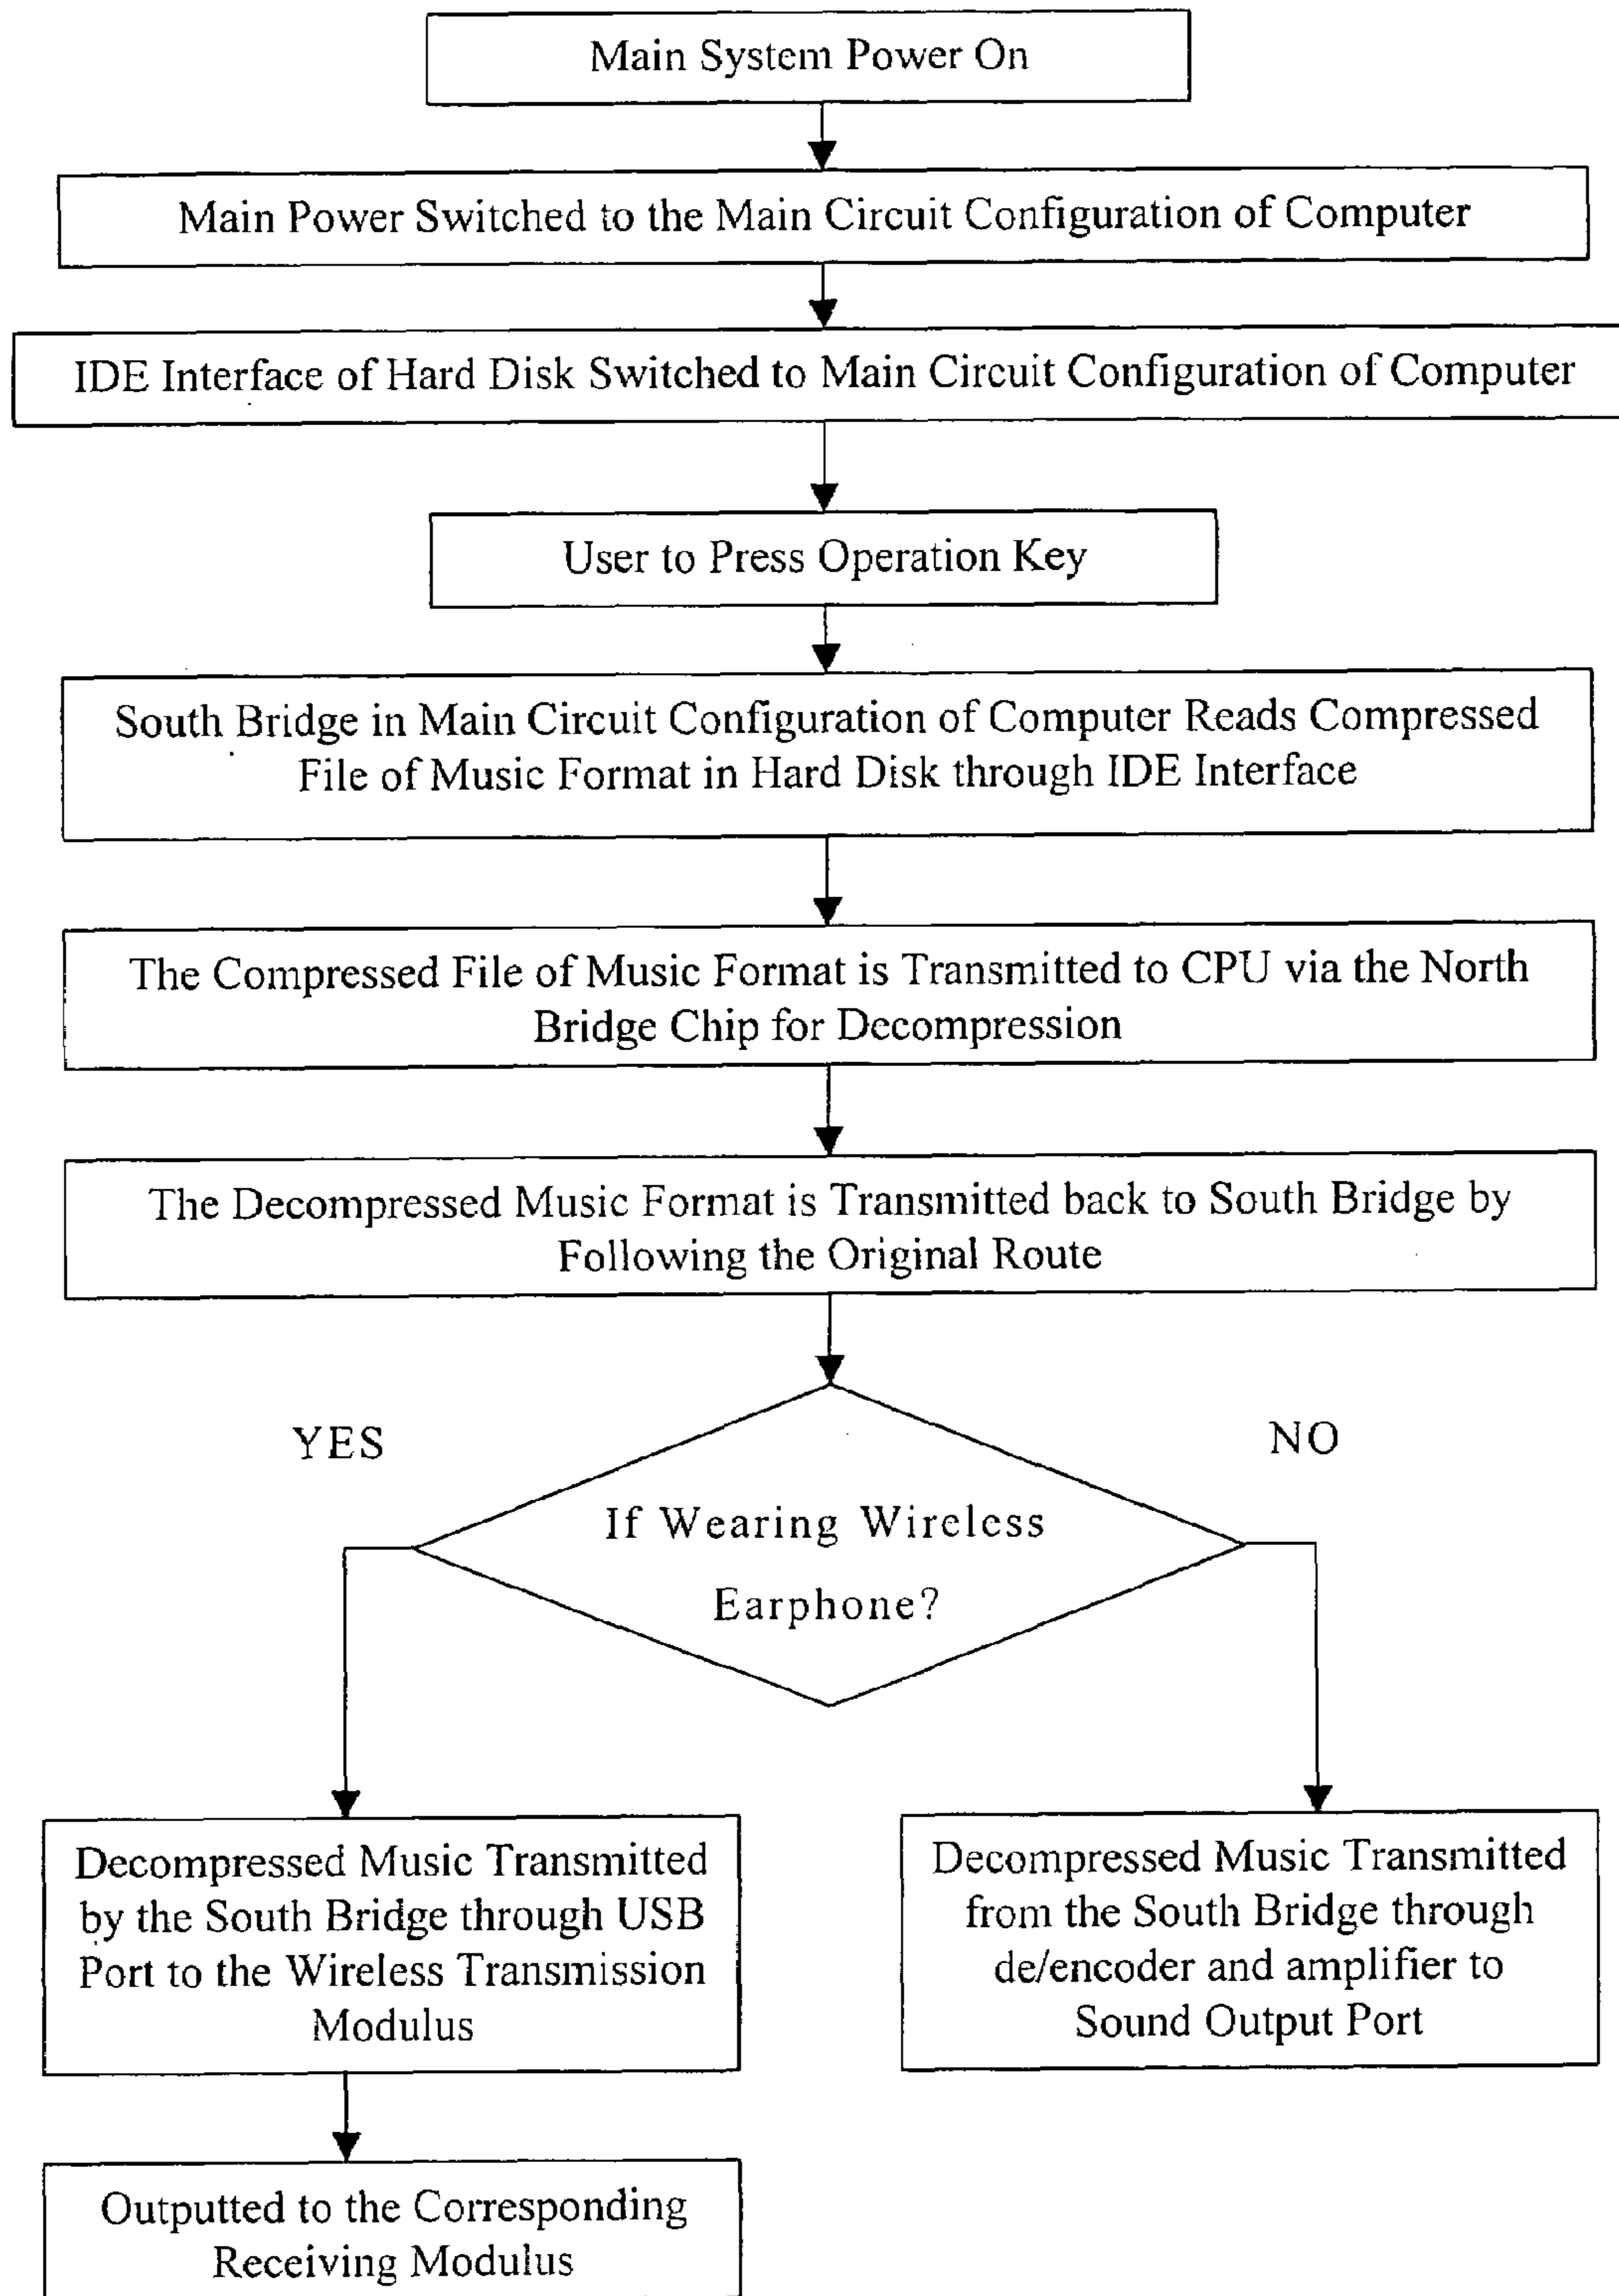 Main System Power On
Main Power Switched to the Main Circuit Configuration of Computer
IDE Interface of Hard Disk Switched to Main Circuit Configuration of Computer
User to Press Operation Key
South Bridge in Main Circuit Configuration of Computer Reads Compressed
File of Music Format in Hard Disk through IDE Interface
The Compressed File of Music Format is Transmitted to CPU via the North
Bridge Chip for Decompression
The Decompressed Music Format is Transmitted back to South Bridge by
Following the Original Route
YES
NO
If Wearing Wireless
Earphone?
Decompressed Music Transmitted
by the South Bridge through USB
Port to the Wireless Transmission
Modulus
Decompressed Music Transmitted
from the South Bridge through
de/encoder and amplifier to
Sound Output Port
Outputted to the Corresponding
Receiving Modulus